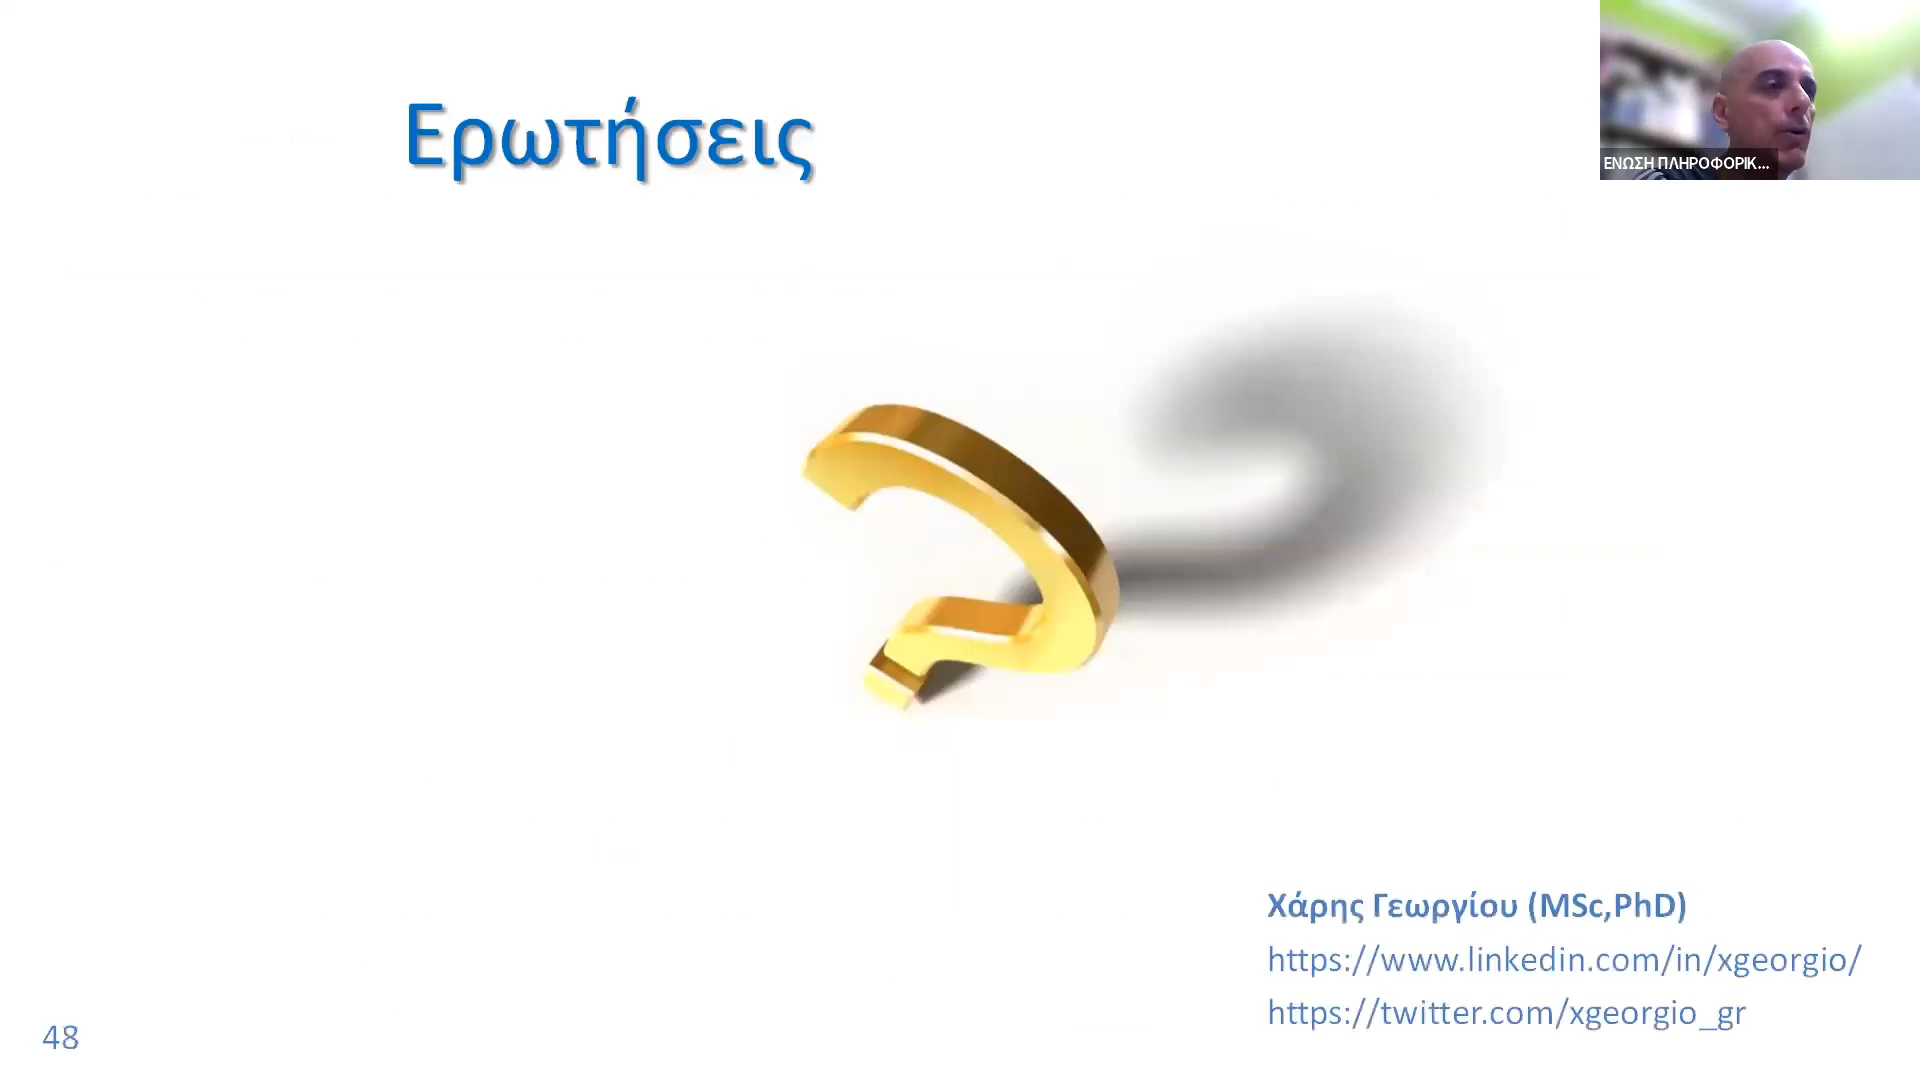 Ερωτήσεις
ΕΝΩΣΗ ΠΛΗΡΟΦΟΡΙΚ...
Χάρης Γεωργίου (MSc,PhD)
https://www.linkedin.com/in/xgeorgio/
https://twitter.com/xgeorgio_gr
48